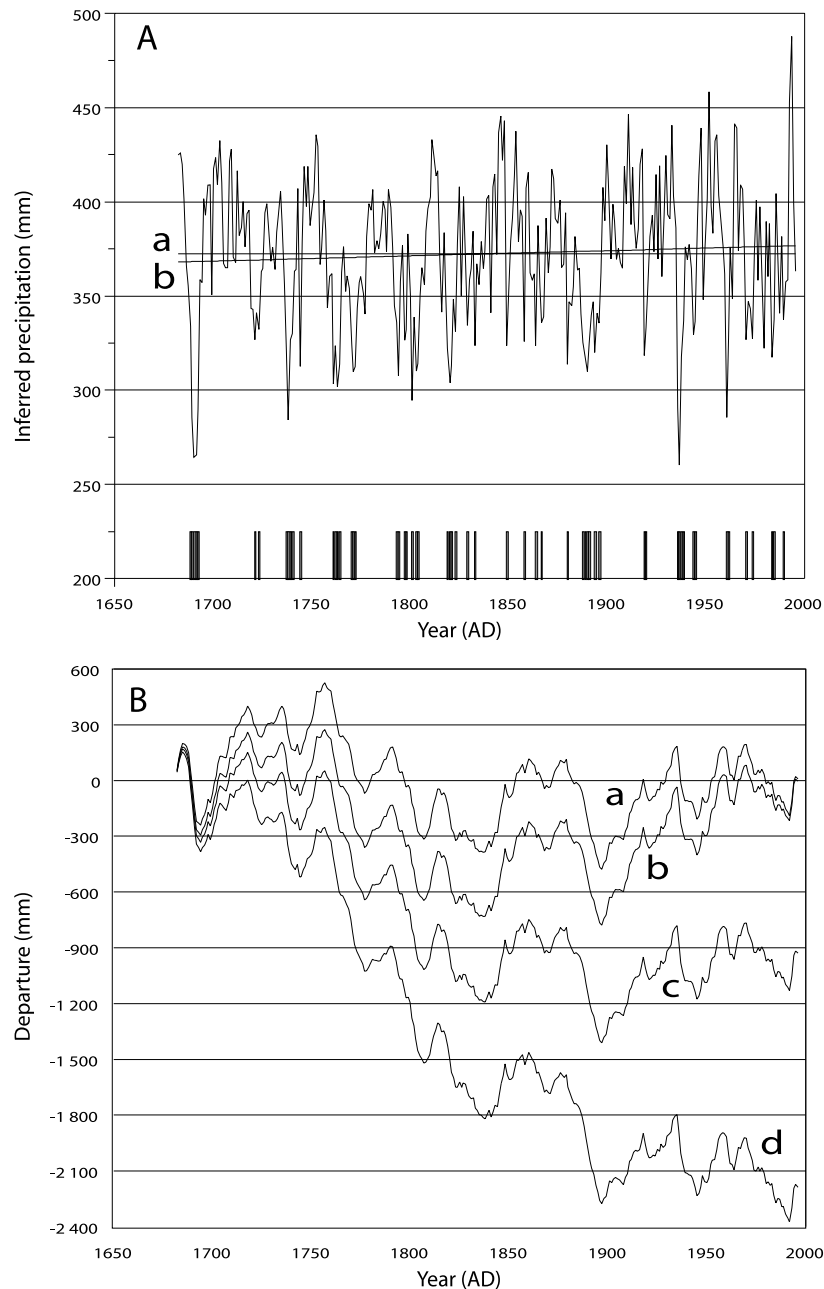 A
500
450
400
350
300
250
200
a
b
Inferred precipitation (mm)
1650 1700 1750 1800 1850 1900 1950 2000
Year (AD)
B
600
300
0
-300
-600
-900
-1 200
-1 500
-1 800
-2 100
-2 400
a
b
c
d
Departure (mm)
1650 1700 1750 1800 1850 1900 1950 2000
Year (AD)